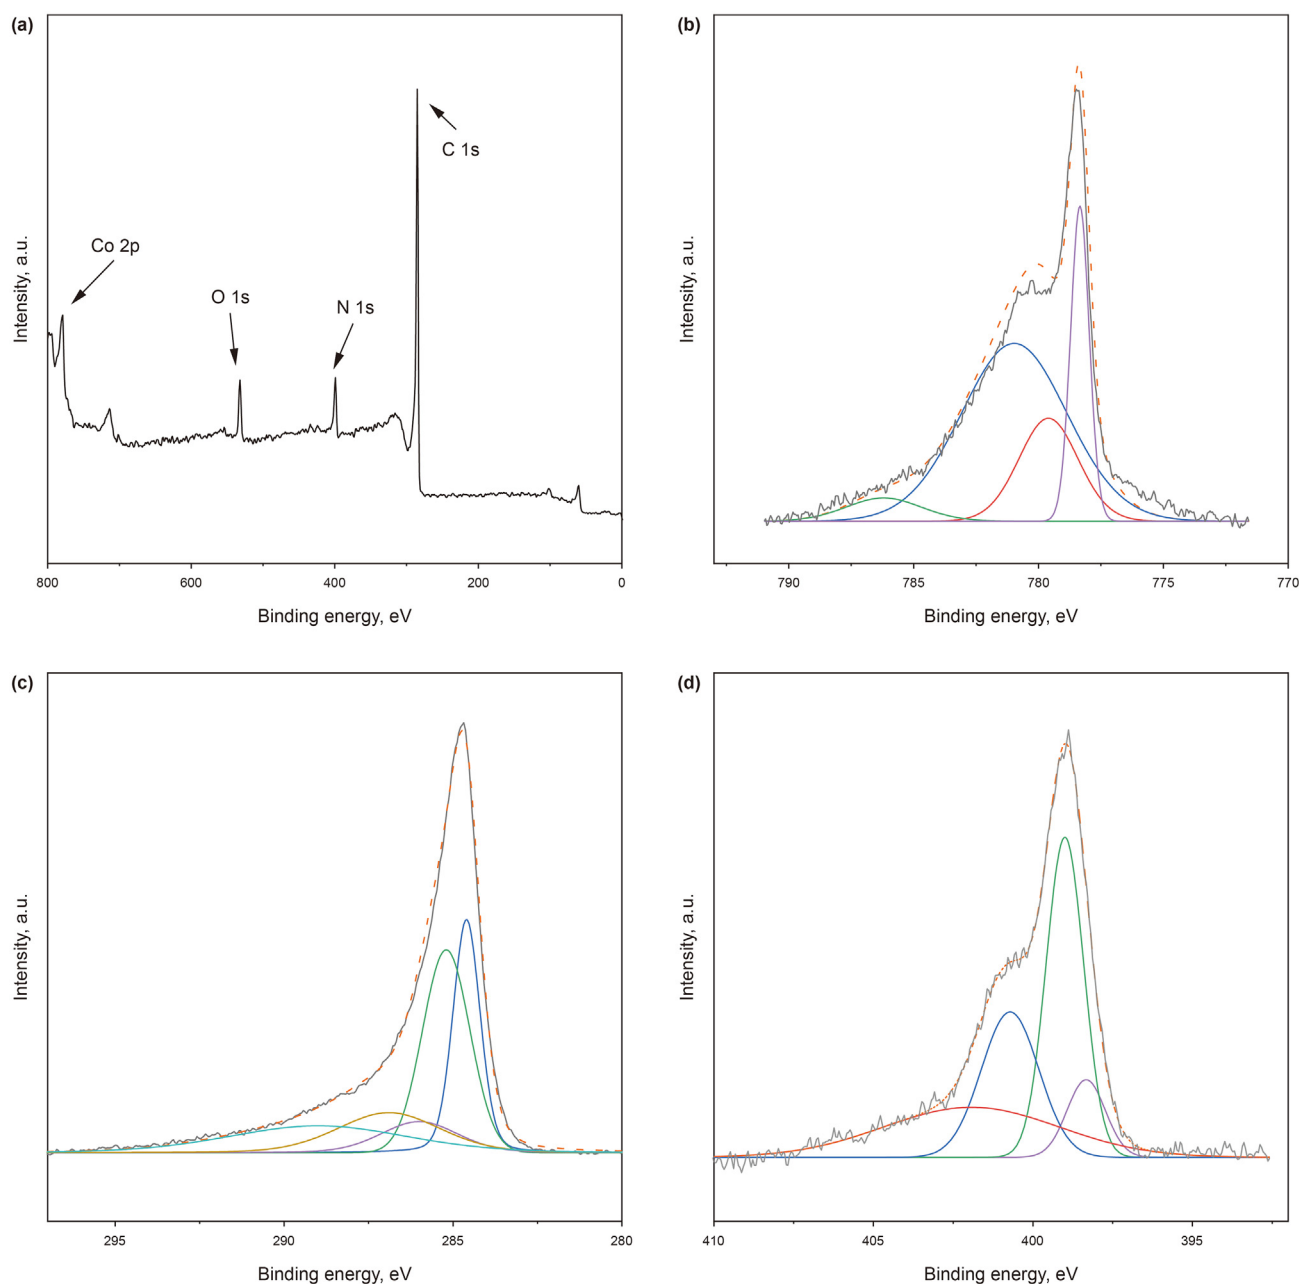 (a)
C 1s
Co 2p
O 1s
N 1s
Intensity, a.u.
800
600
400
200
0
Binding energy, eV
(b)
Intensity, a.u.
790
785
780
775
770
Binding energy, eV
(c)
Intensity, a.u.
295
290
285
280
Binding energy, eV
(d)
Intensity, a.u.
410
405
400
395
Binding energy, eV